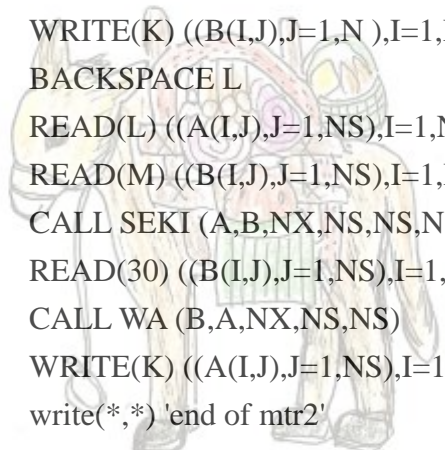 WRITE(K) ((B(I,J),J=1,N ),I=1,
BACKSPACE L
READ(L) ((A(I,J),J=1,NS),I=1,
READ(M) ((B(I,J),J=1,NS),I=1,
CALL SEKI (A,B,NX,NS,NS,N
READ(30) ((B(I,J),J=1,NS),I=1,
CALL WA (B,A,NX,NS,NS)
WRITE(K) ((A(I,J),J=1,NS),I=1
write(*,*) 'end of mtr2'